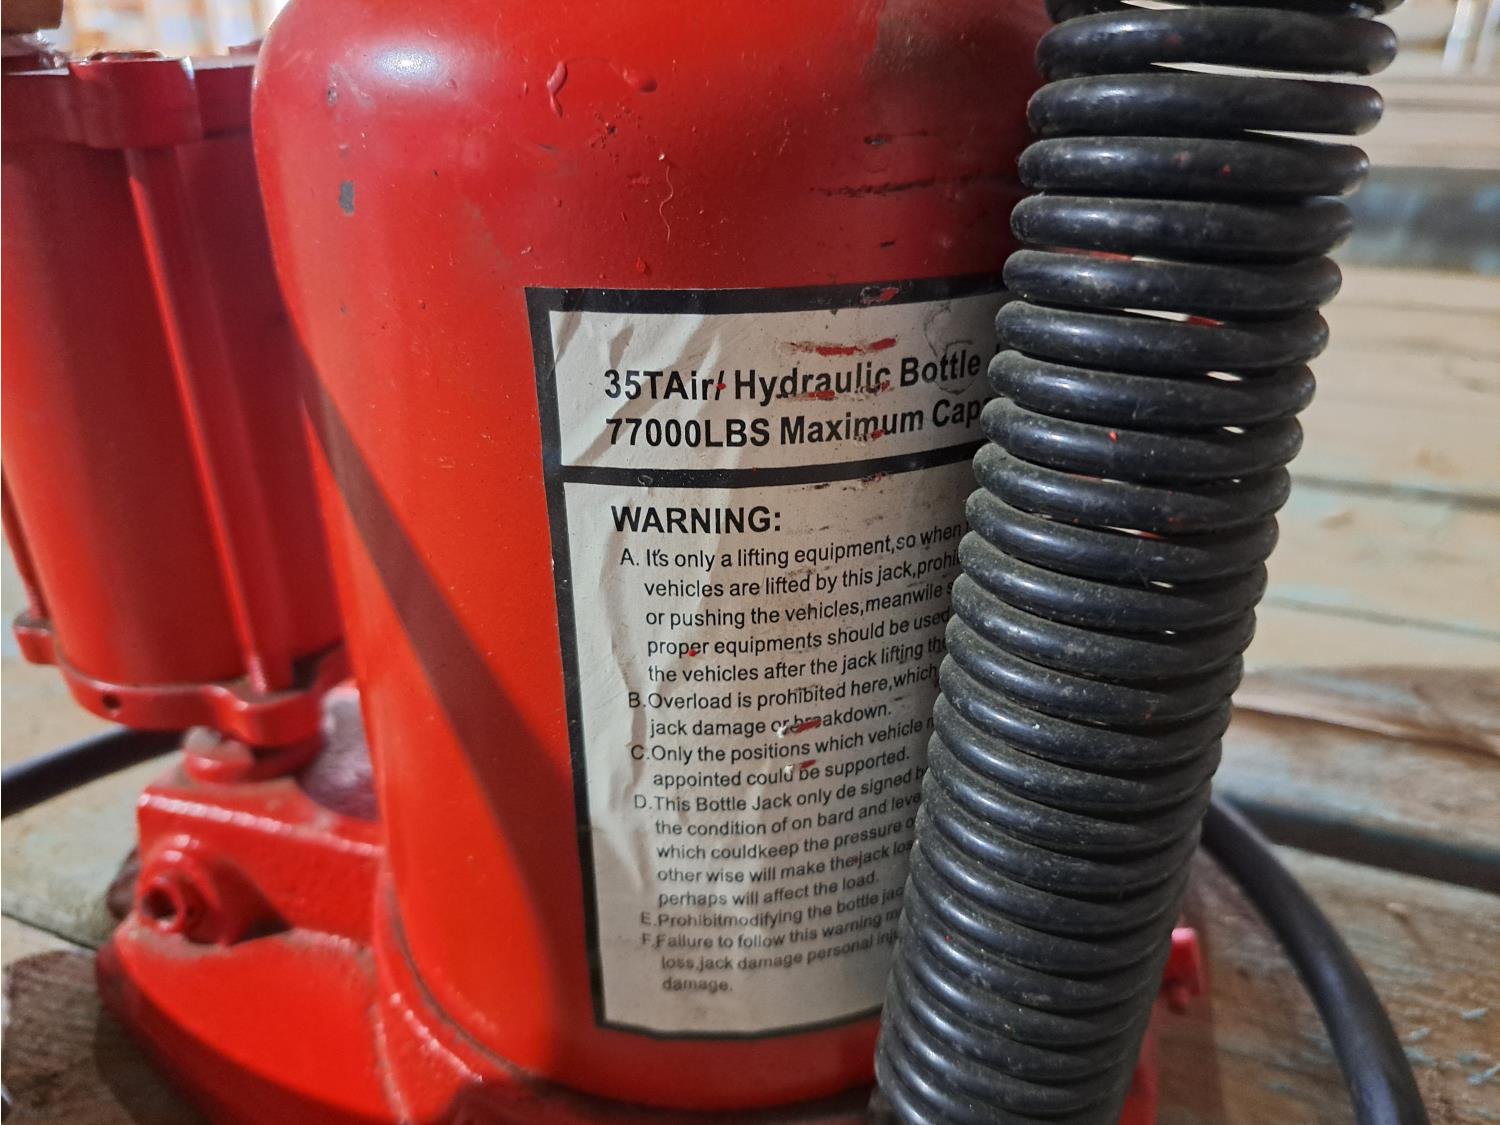 35TAir/ Hydraulic Bottle
77000LBS Maximum
WARNING:
A. It's only a lifting equipment,so when
vehicles are lifted by this jack,
or pushing the vehicles,meanwile
proper equipments should be used
the vehicles after the jack lifting
B.Overload is prohibited here,which
jack damage or breakdown.
C.Only the positions which vehicle
appointed could be supported.
D.This Bottle Jack only de signed
the condition of on bard and
which couldkeep the pressure
other wise will make the jack
perhaps will affect the load.
E.Prohibitmodifying the bottle
F.Failure to follow this warning
loss,jack damage personal
damage.